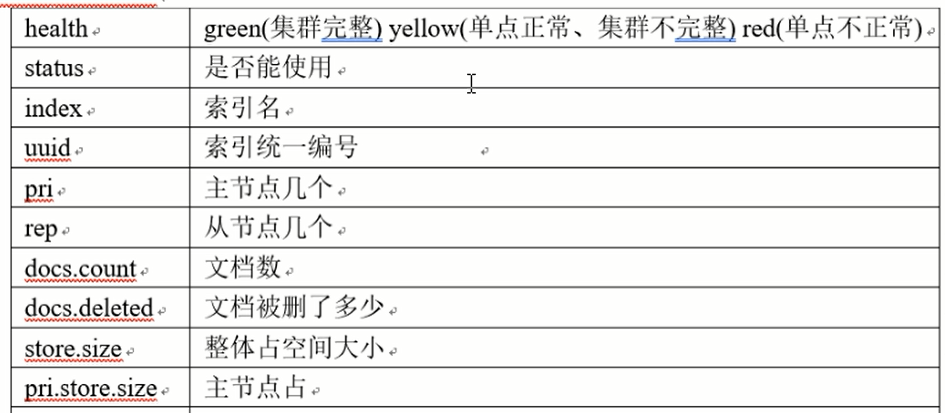 health green(集群完整) yellow(单点正常、集群不完整) red(单点不正常)
status 是否能使用
index 索引名
uuid 索引统一编号
pri 主节点几个
rep 从节点几个
docs.count 文档数
docs.deleted 文档被删了多少
store.size 整体占空间大小
pri.store.size 主节点占